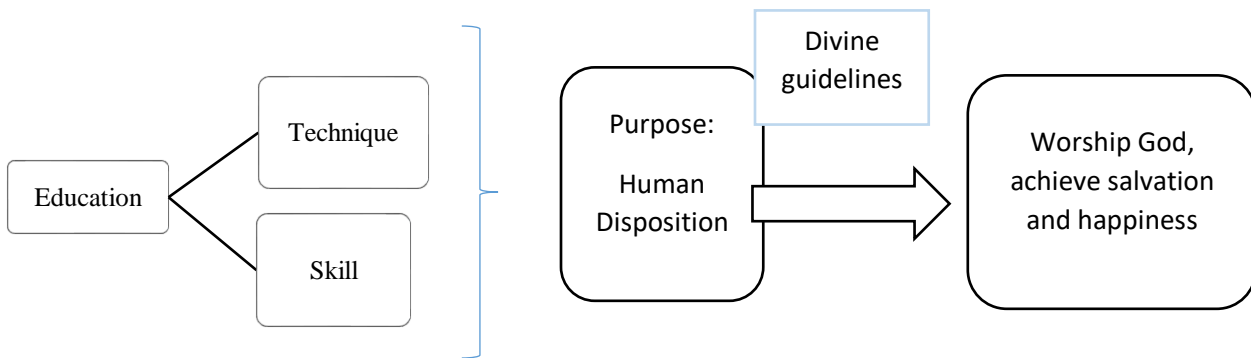 Education
Technique
Skill
Purpose:
Human
Disposition
Divine
guidelines
Worship God,
achieve salvation
and happiness